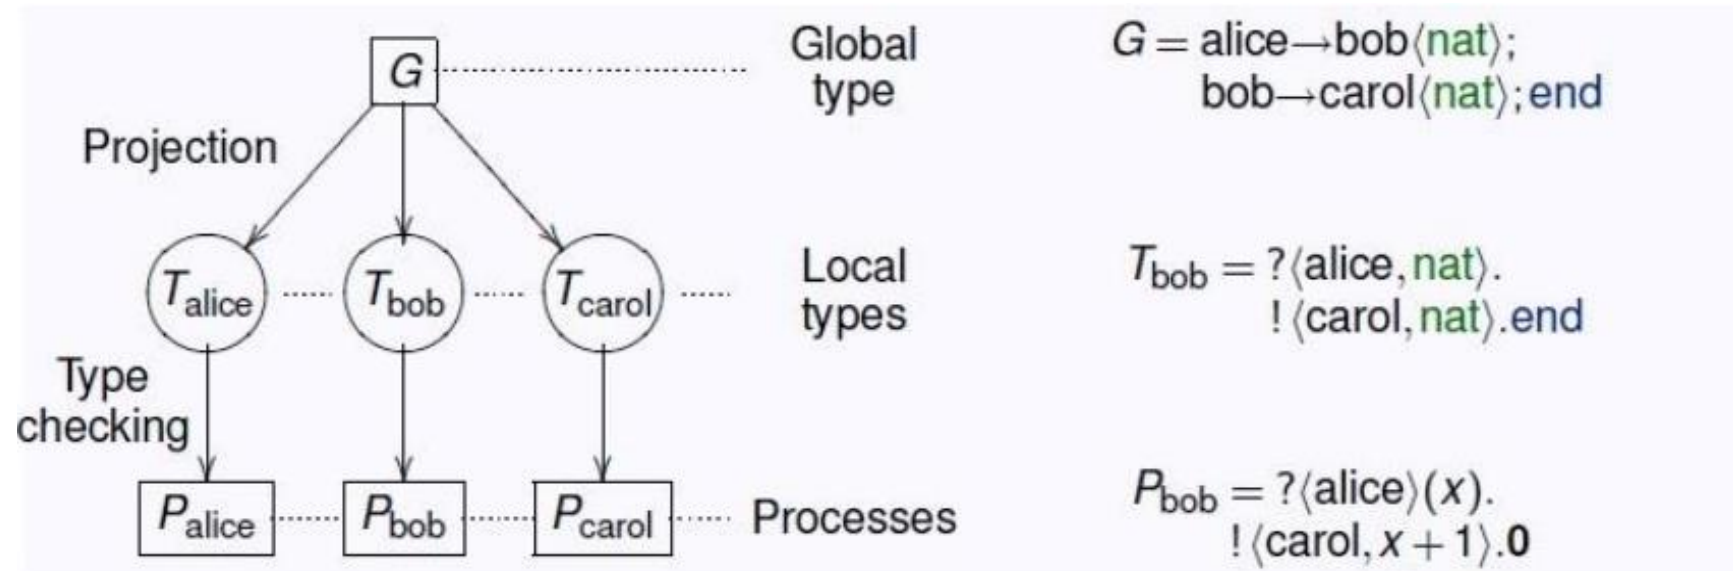 G
Global
type
G = alice→bob⟨nat⟩;
bob→carol⟨nat⟩;end
Projection
T_alice
T_bob
T_carol
Local
types
T_bob = ?⟨alice,nat⟩.
!⟨carol,nat⟩.end
Type
checking
P_alice
P_bob
P_carol
Processes
P_bob = ?⟨alice⟩(x).
!⟨carol,x+1⟩.0